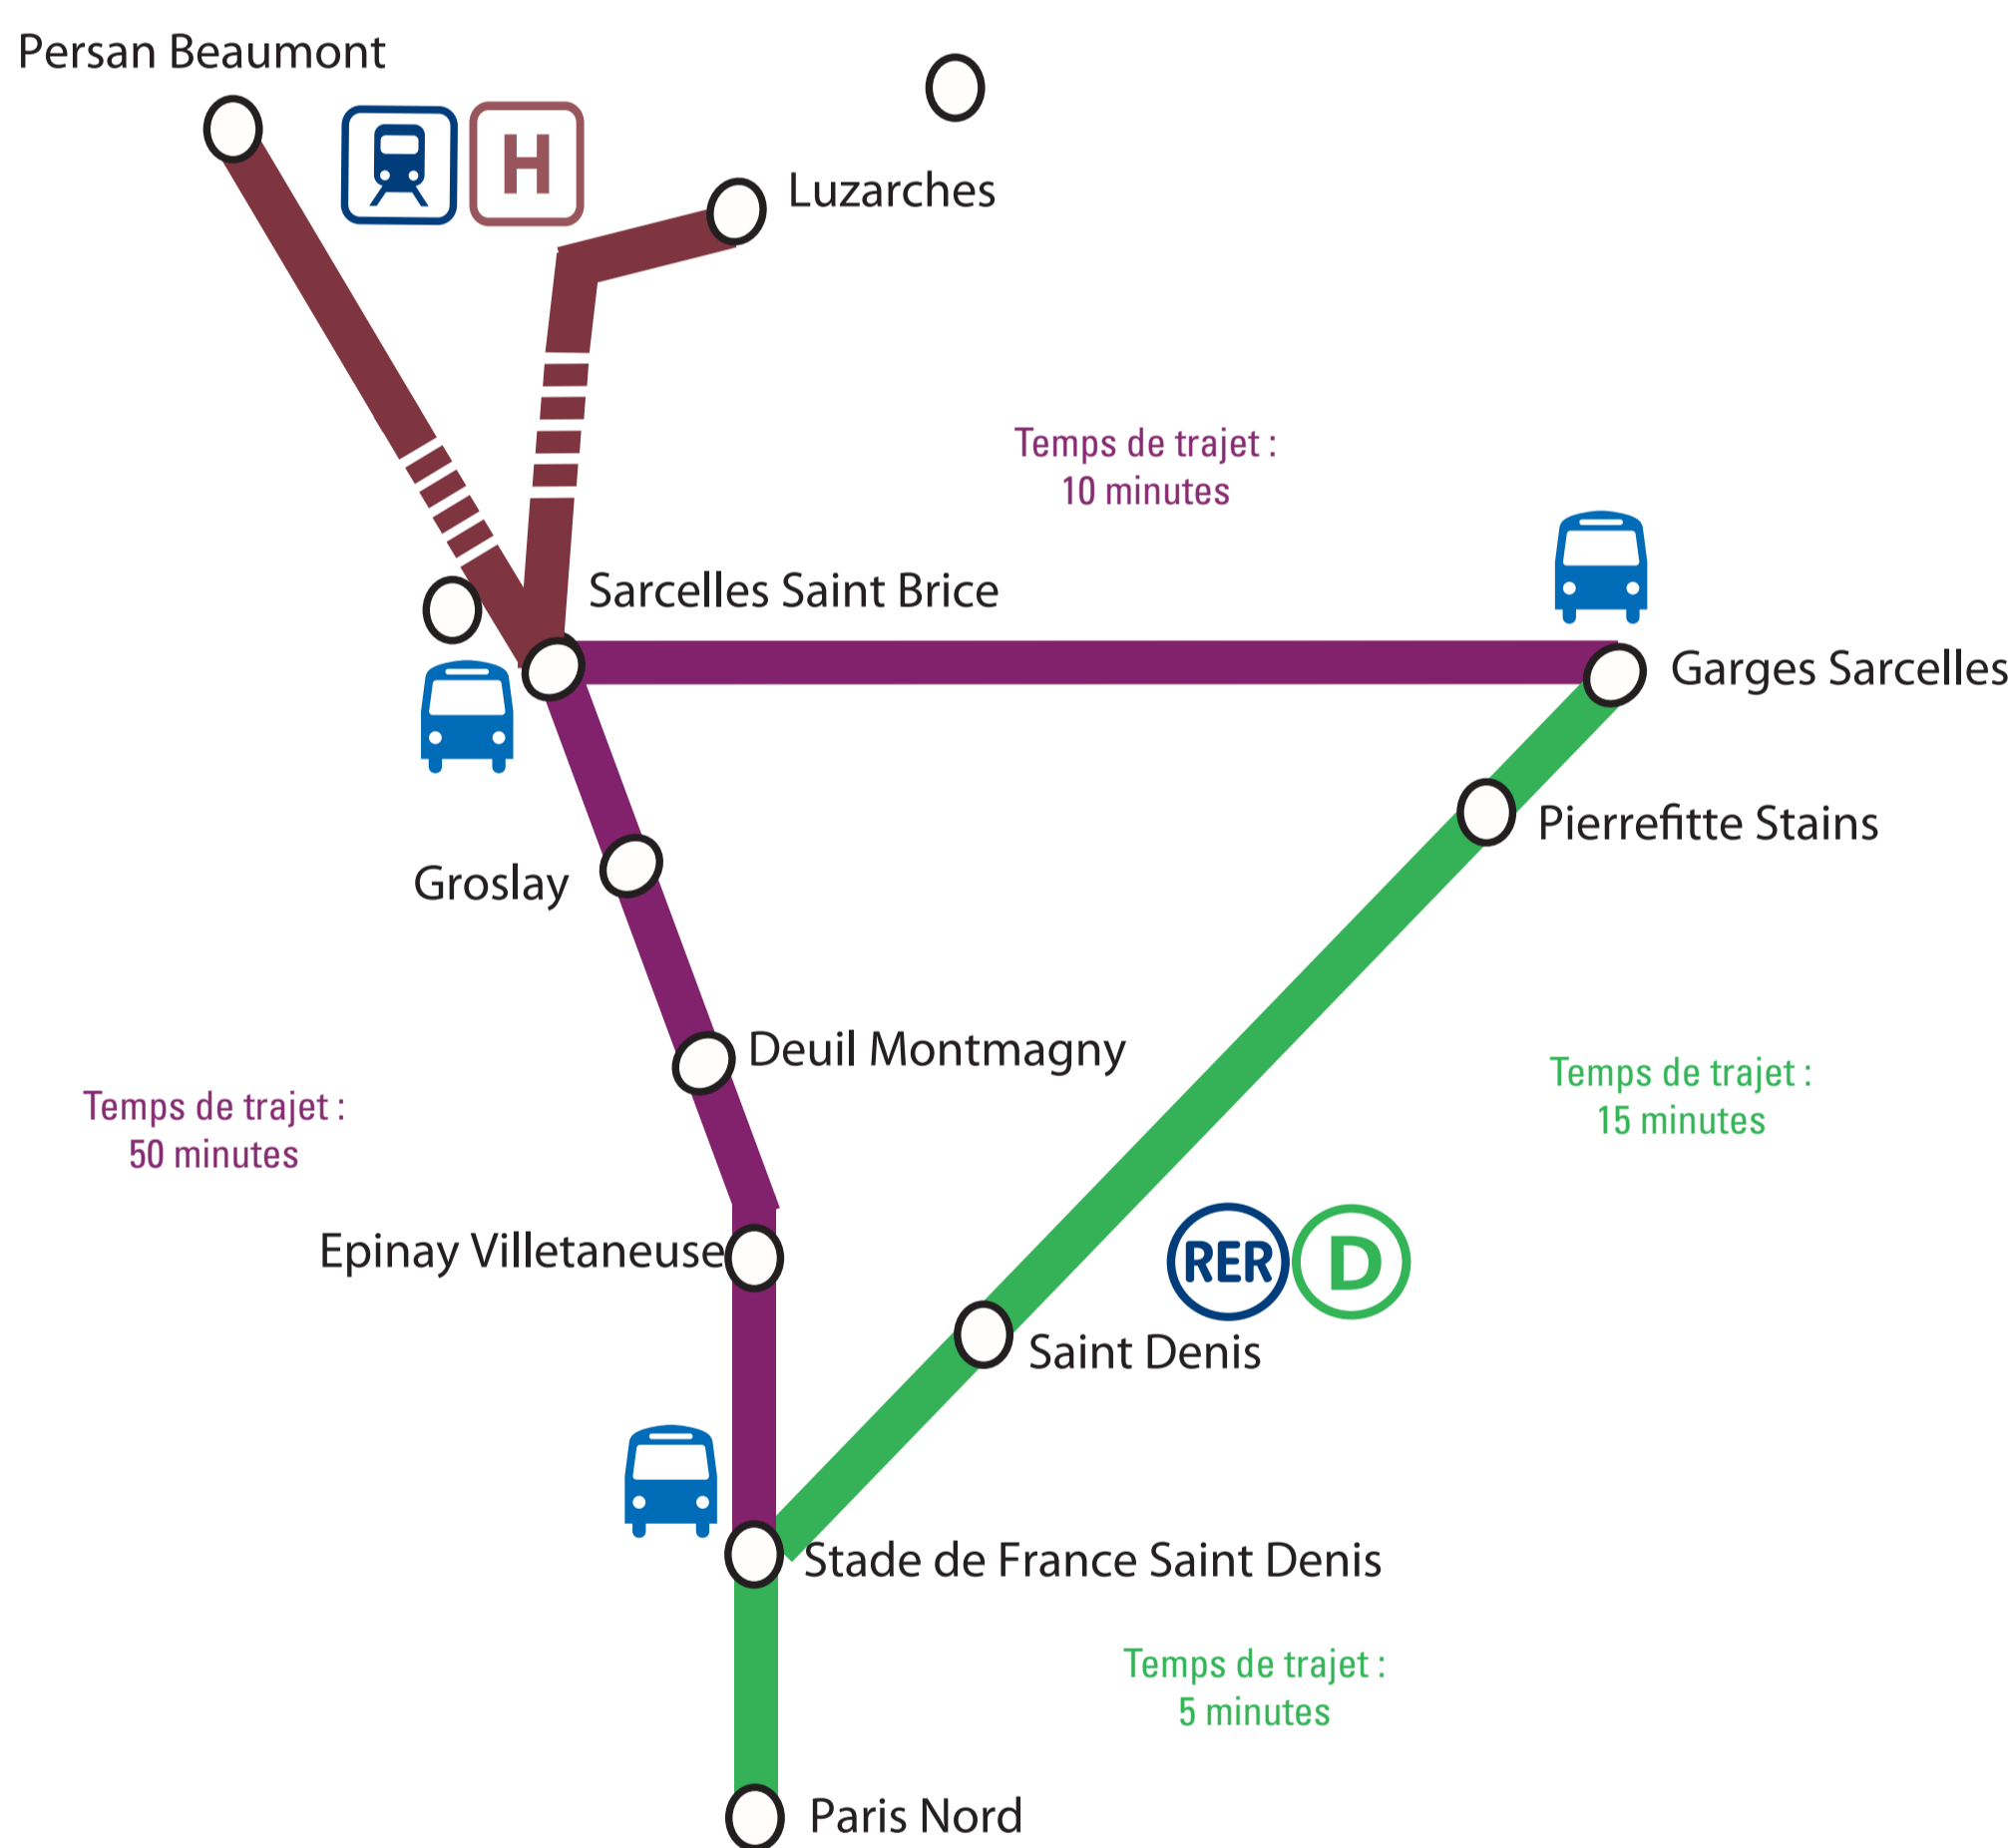 Persan Beaumont
H
Luzarches
Temps de trajet :
10 minutes
Sarcelles Saint Brice
Garges Sarcelles
Pierrefitte Stains
Groslay
Deuil Montmagny
Temps de trajet :
15 minutes
Temps de trajet :
50 minutes
Epinay Villetaneuse
RER D
Saint Denis
Stade de France Saint Denis
Temps de trajet :
5 minutes
Paris Nord